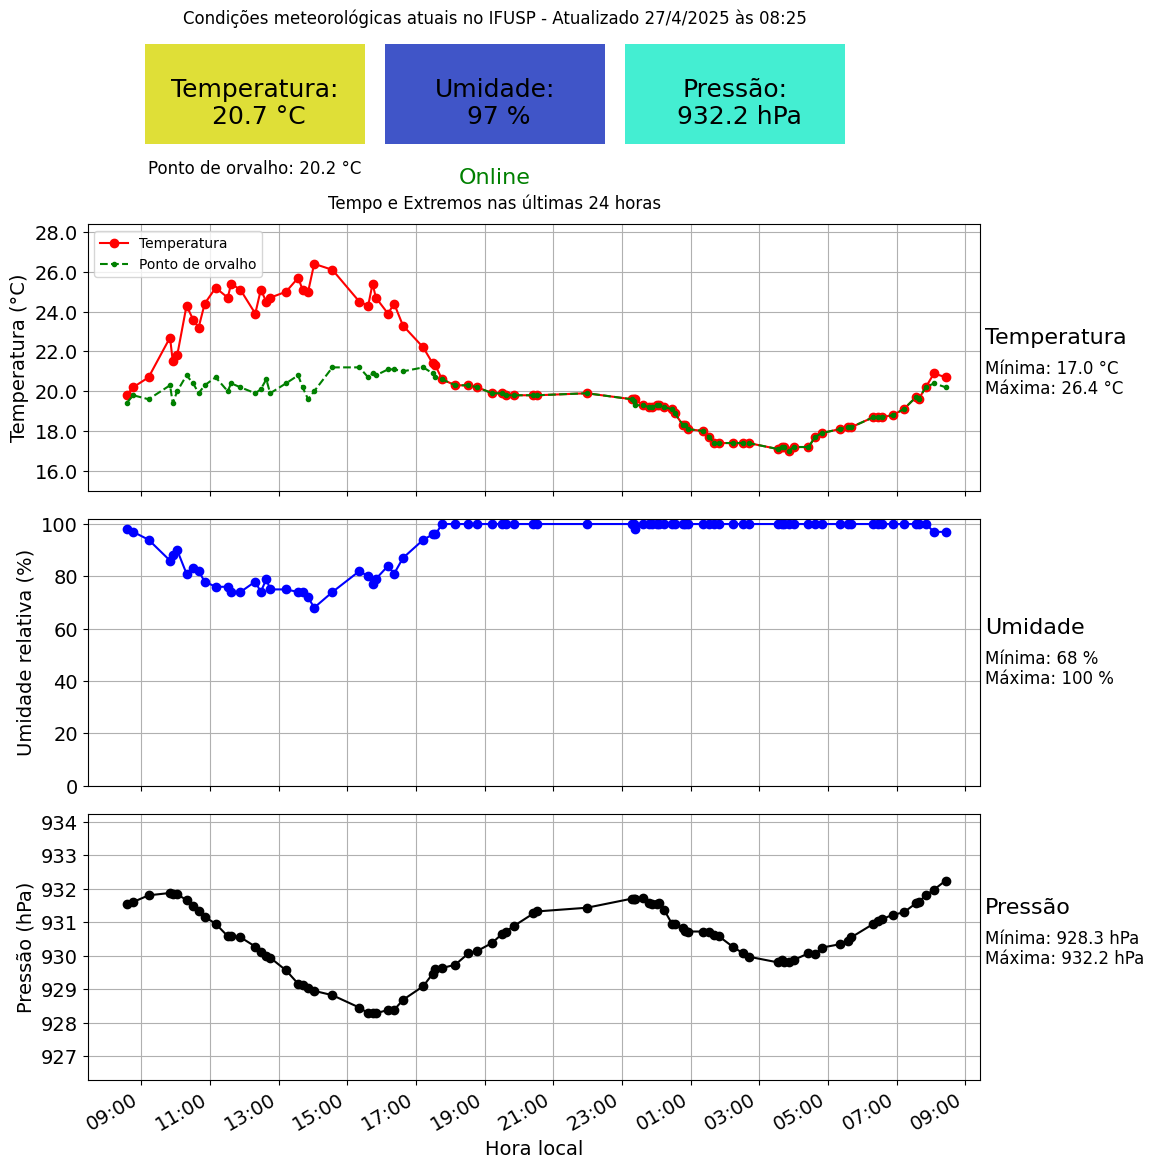 Condições meteorológicas atuais no IFUSP - Atualizado 27/4/2025 às 08:25
Temperatura:
20.7 °C
Umidade:
97 %
Pressão:
932.2 hPa
Ponto de orvalho: 20.2 °C
Online
Tempo e Extremos nas últimas 24 horas
Temperatura (°C)
28.0
26.0
24.0
22.0
20.0
18.0
16.0
Temperatura
Ponto de orvalho
Temperatura
Mínima: 17.0 °C
Máxima: 26.4 °C
Umidade relativa (%)
100
80
60
40
20
0
Umidade
Mínima: 68 %
Máxima: 100 %
Pressão (hPa)
934
933
932
931
930
929
928
927
Pressão
Mínima: 928.3 hPa
Máxima: 932.2 hPa
09:00 11:00 13:00 15:00 17:00 19:00 21:00 23:00 01:00 03:00 05:00 07:00 09:00
Hora local